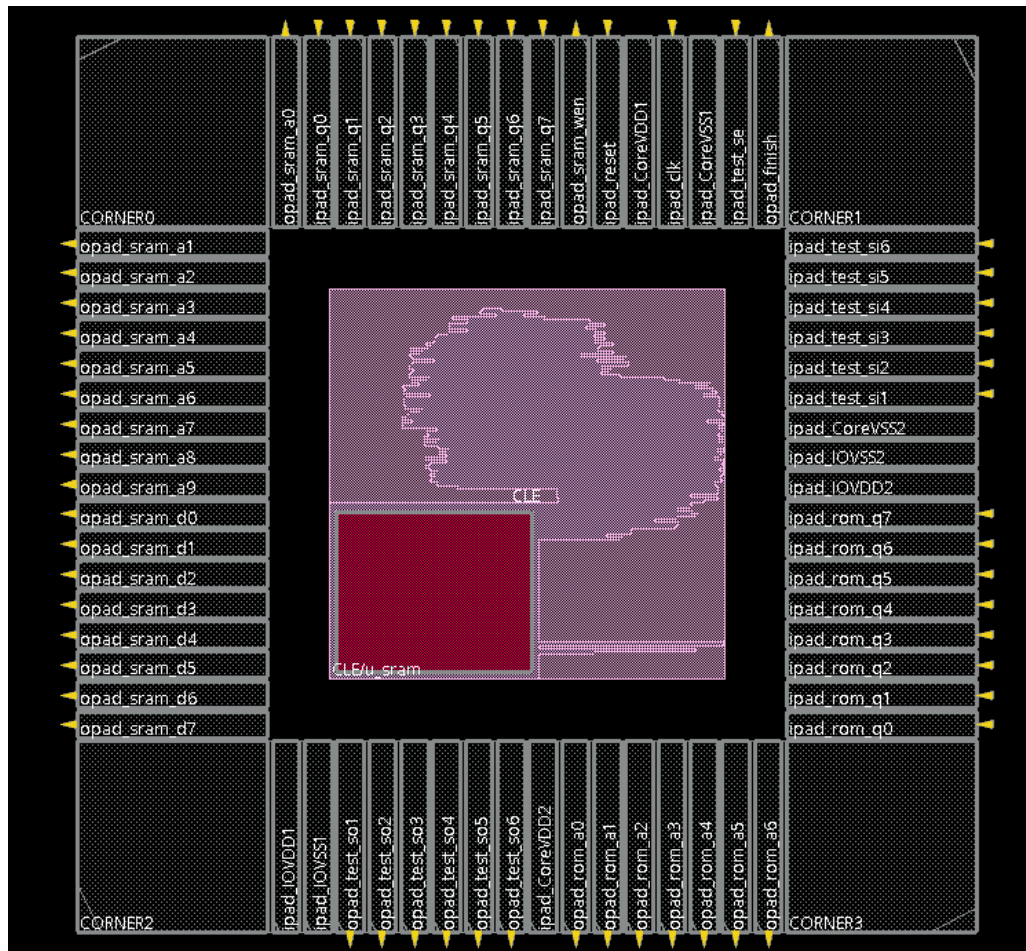 opad_sram_a0
ipad_sram_q0
ipad_sram_q1
ipad_sram_q2
ipad_sram_q3
ipad_sram_q4
ipad_sram_q5
ipad_sram_q6
ipad_sram_q7
opad_sram_wen
ipad_reset
ipad_CoreVDD1
ipad_clk
ipad_CoreVSS1
ipad_test_se
opad_finish
CORNER0
CORNER1
opad_sram_a1
opad_sram_a2
opad_sram_a3
opad_sram_a4
opad_sram_a5
opad_sram_a6
opad_sram_a7
opad_sram_a8
opad_sram_a9
opad_sram_d0
opad_sram_d1
opad_sram_d2
opad_sram_d3
opad_sram_d4
opad_sram_d5
opad_sram_d6
opad_sram_d7
CLE
CLE/u_sram
ipad_test_si6
ipad_test_si5
ipad_test_si4
ipad_test_si3
ipad_test_si2
ipad_test_si1
ipad_CoreVSS2
ipad_IOVSS2
ipad_IOVDD2
ipad_rom_q7
ipad_rom_q6
ipad_rom_q5
ipad_rom_q4
ipad_rom_q3
ipad_rom_q2
ipad_rom_q1
ipad_rom_q0
ipad_IOVDD1
ipad_IOVSS1
opad_test_so1
opad_test_so2
opad_test_so3
opad_test_so4
opad_test_so5
opad_test_so6
ipad_CoreVDD2
opad_rom_a0
opad_rom_a1
opad_rom_a2
opad_rom_a3
opad_rom_a4
opad_rom_a5
opad_rom_a6
CORNER2
CORNER3